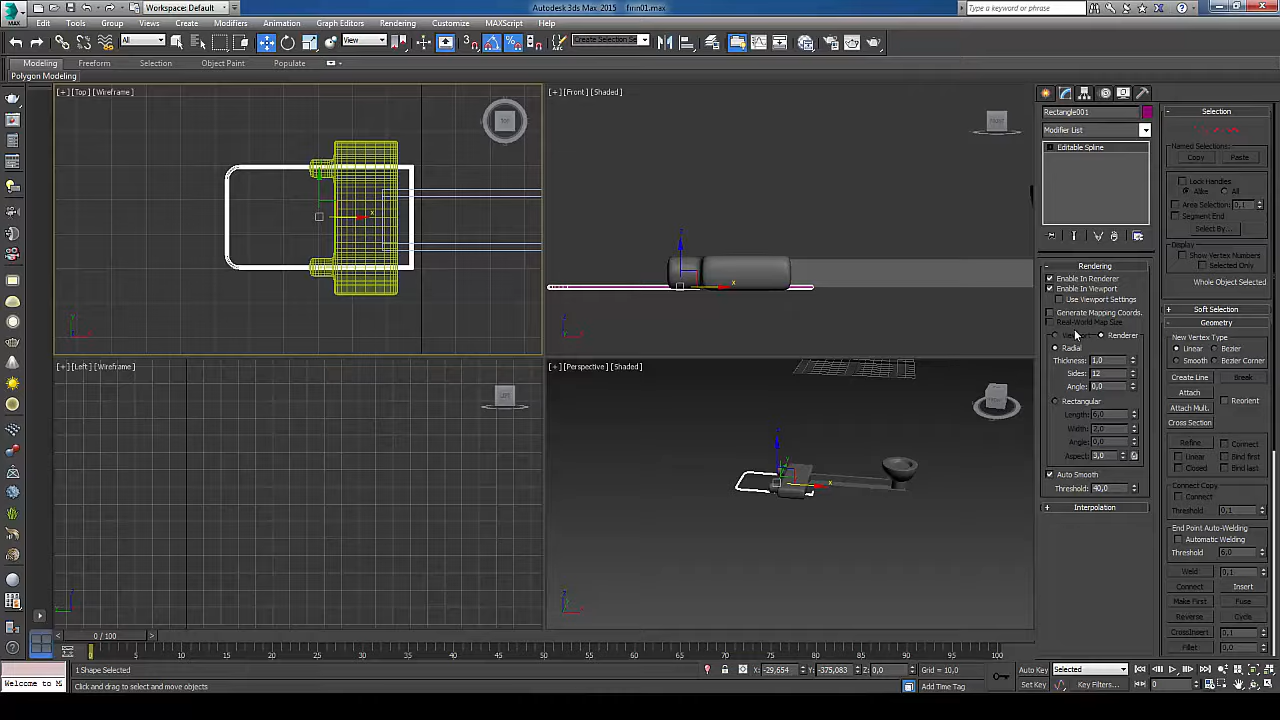 Workspace: Default
Autodesk 3ds Max 2015
firin01.max
Type a keyword or phrase
MAX
Edit Tools Group Views Create Modifiers Animation Graph Editors Rendering Customize MAXScript Help
All View Create Selection Se
Modeling Freeform Selection Object Paint Populate
Polygon Modeling
[+] [Top] [Wireframe]
TOP
[+] [Front] [Shaded]
FRONT
[+] [Left] [Wireframe]
LEFT
[+] [Perspective] [Shaded]
Rectangle001
Modifier List
Editable Spline
Rendering
Enable In Renderer
Enable In Viewport
Use Viewport Settings
Generate Mapping Coords.
Real-World Map Size
Renderer
Radial
Thickness: 1,0
Sides: 12
Angle: 0,0
Rectangular
Length: 6,0
Width: 2,0
Angle: 0,0
Aspect: 3,0
Auto Smooth
Threshold: 40,0
Interpolation
Selection
Named Selections:
Copy Paste
Lock Handles
Alike All
Area Selection: 0,1
Segment End
Select By...
Display
Show Vertex Numbers
Selected Only
Whole Object Selected
Soft Selection
Geometry
New Vertex Type
Linear Bezier
Smooth Bezier Corner
Create Line Break
Attach Reorient
Attach Mult.
Cross Section
Refine Connect
Linear Bind first
Closed Bind last
Connect Copy
Connect
Threshold 0,1
End Point Auto-Welding
Automatic Welding
Threshold 6,0
Weld 0,1
Connect Insert
Make First Fuse
Reverse Cycle
CrossInsert 0,1
Fillet 0,0
0 / 100
0 5 10 15 20 25 30 35 40 45 50 55 60 65 70 75 80 85 90 95 100
1 Shape Selected
X: -29,654 Y: -375,083 Z: 0,0 Grid = 10,0
Auto Key Selected
Welcome to M
Click and drag to select and move objects
Add Time Tag
Set Key Key Filters... 0